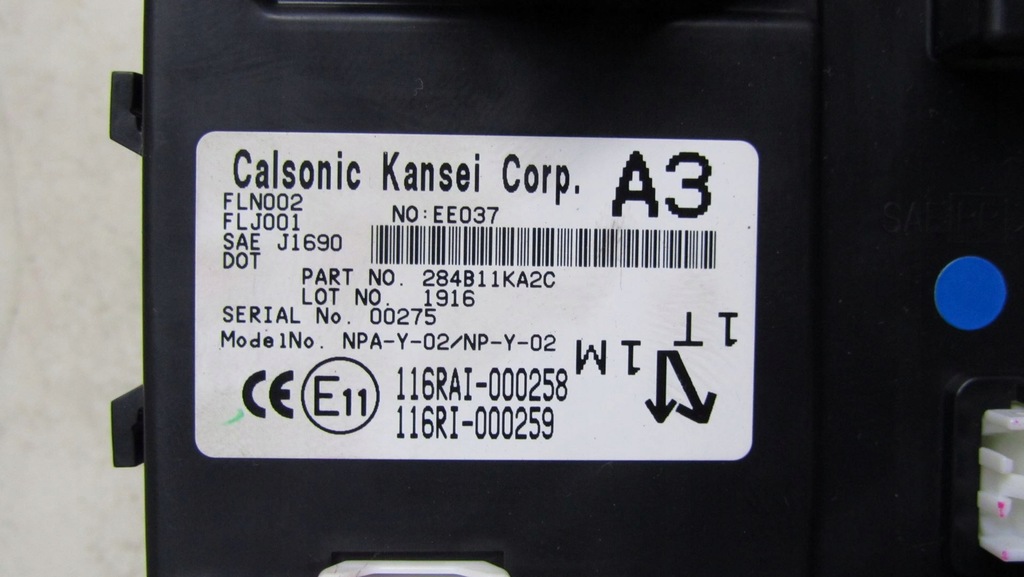 Calsonic Kansei Corp. A3
FLN002
FLJ001 NO:EE037
SAE J1690
DOT
PART NO. 284B11KA2C
LOT NO. 1916
SERIAL No. 00275
ModelNo. NPA-Y-02/NP-Y-02
1T
1M
CE E11 116RAI-000258
116RI-000259